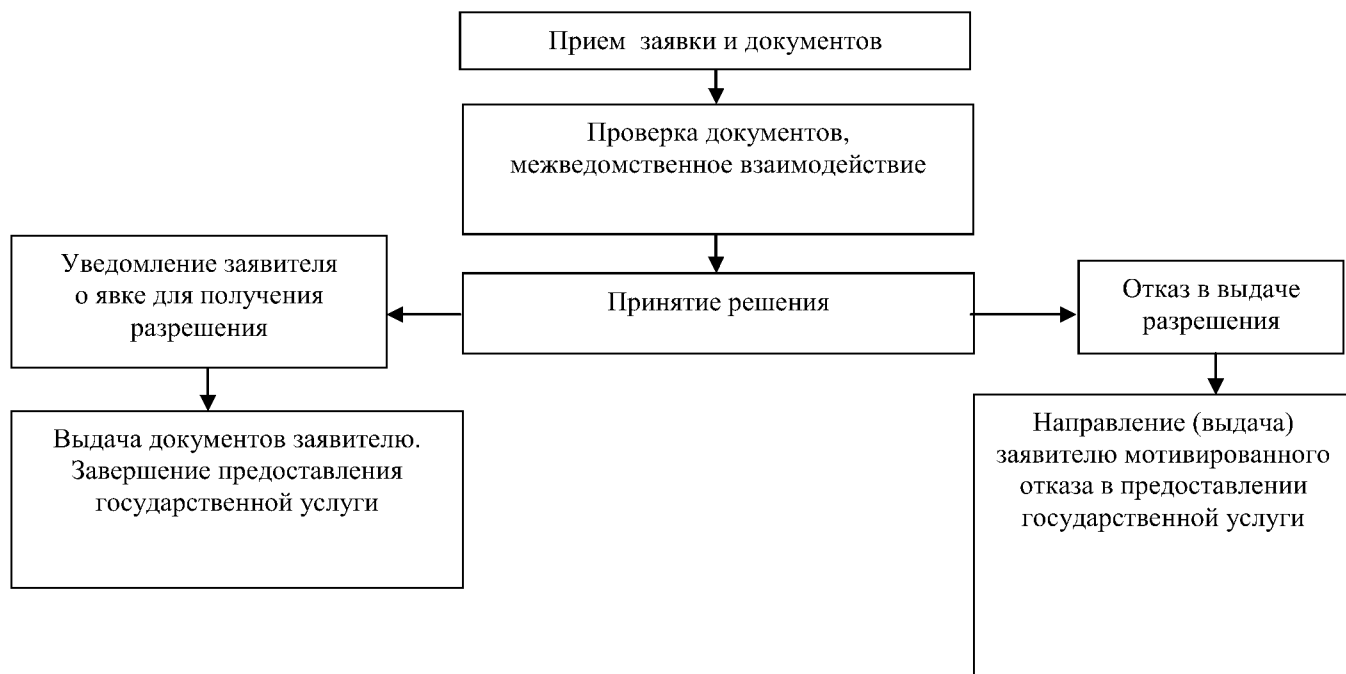 Прием заявки и документов
Проверка документов,
межведомственное взаимодействие
Принятие решения
Уведомление заявителя
о явке для получения
разрешения
Отказ в выдаче
разрешения
Выдача документов заявителю.
Завершение предоставления
государственной услуги
Направление (выдача)
заявителю мотивированного
отказа в предоставлении
государственной услуги